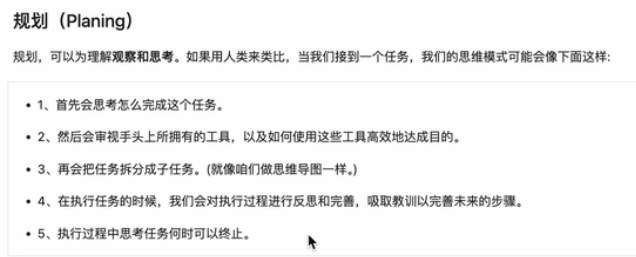 规划（Planing）
规划，可以为理解观察和思考。如果用人类来类比，当我们接到一个任务，我们的思维模式可能会像下面这样:
• 1、首先会思考怎么完成这个任务。
• 2、然后会审视手头上所拥有的工具，以及如何使用这些工具高效地达成目的。
• 3、再会把任务拆分成子任务。(就像咱们做思维导图一样。)
• 4、在执行任务的时候，我们会对执行过程进行反思和完善，吸取教训以完善未来的步骤。
• 5、执行过程中思考任务何时可以终止。